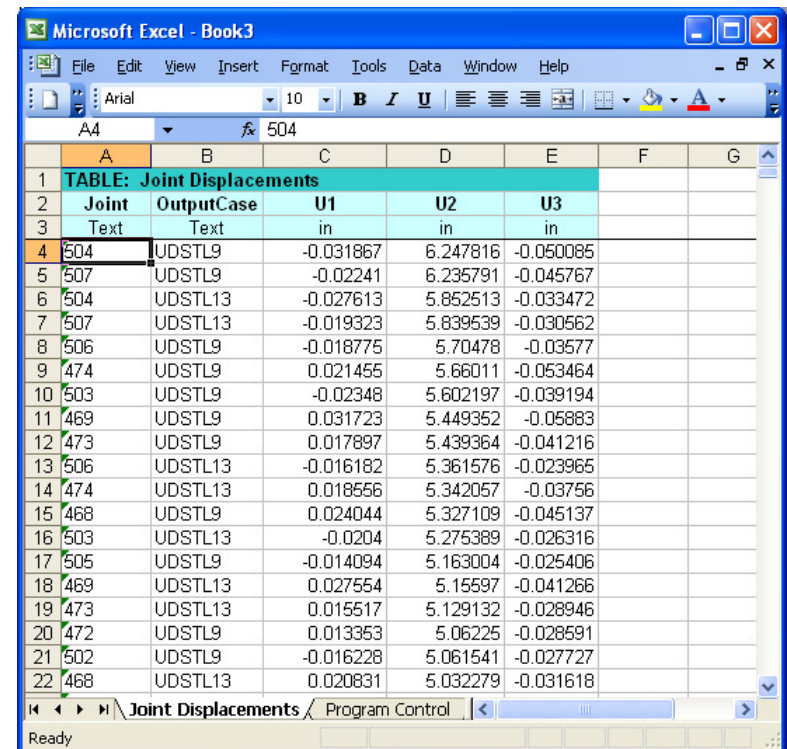 Microsoft Excel - Book3
File Edit View Insert Format Tools Data Window Help
Arial 10 B I U A
A4 fx 504
A B C D E F G
1 TABLE: Joint Displacements
2 Joint OutputCase U1 U2 U3
3 Text Text in in in
4 504 UDSTL9 -0.031867 6.247816 -0.050085
5 507 UDSTL9 -0.02241 6.235791 -0.045767
6 504 UDSTL13 -0.027613 5.852513 -0.033472
7 507 UDSTL13 -0.019323 5.839539 -0.030562
8 506 UDSTL9 -0.018775 5.70478 -0.03577
9 474 UDSTL9 0.021455 5.66011 -0.053464
10 503 UDSTL9 -0.02348 5.602197 -0.039194
11 469 UDSTL9 0.031723 5.449352 -0.05883
12 473 UDSTL9 0.017897 5.439364 -0.041216
13 506 UDSTL13 -0.016182 5.361576 -0.023965
14 474 UDSTL13 0.018556 5.342057 -0.03756
15 468 UDSTL9 0.024044 5.327109 -0.045137
16 503 UDSTL13 -0.0204 5.275389 -0.026316
17 505 UDSTL9 -0.014094 5.163004 -0.025406
18 469 UDSTL13 0.027554 5.15597 -0.041266
19 473 UDSTL13 0.015517 5.129132 -0.028946
20 472 UDSTL9 0.013353 5.06225 -0.028591
21 502 UDSTL9 -0.016228 5.061541 -0.027727
22 468 UDSTL13 0.020831 5.032279 -0.031618
Joint Displacements Program Control
Ready